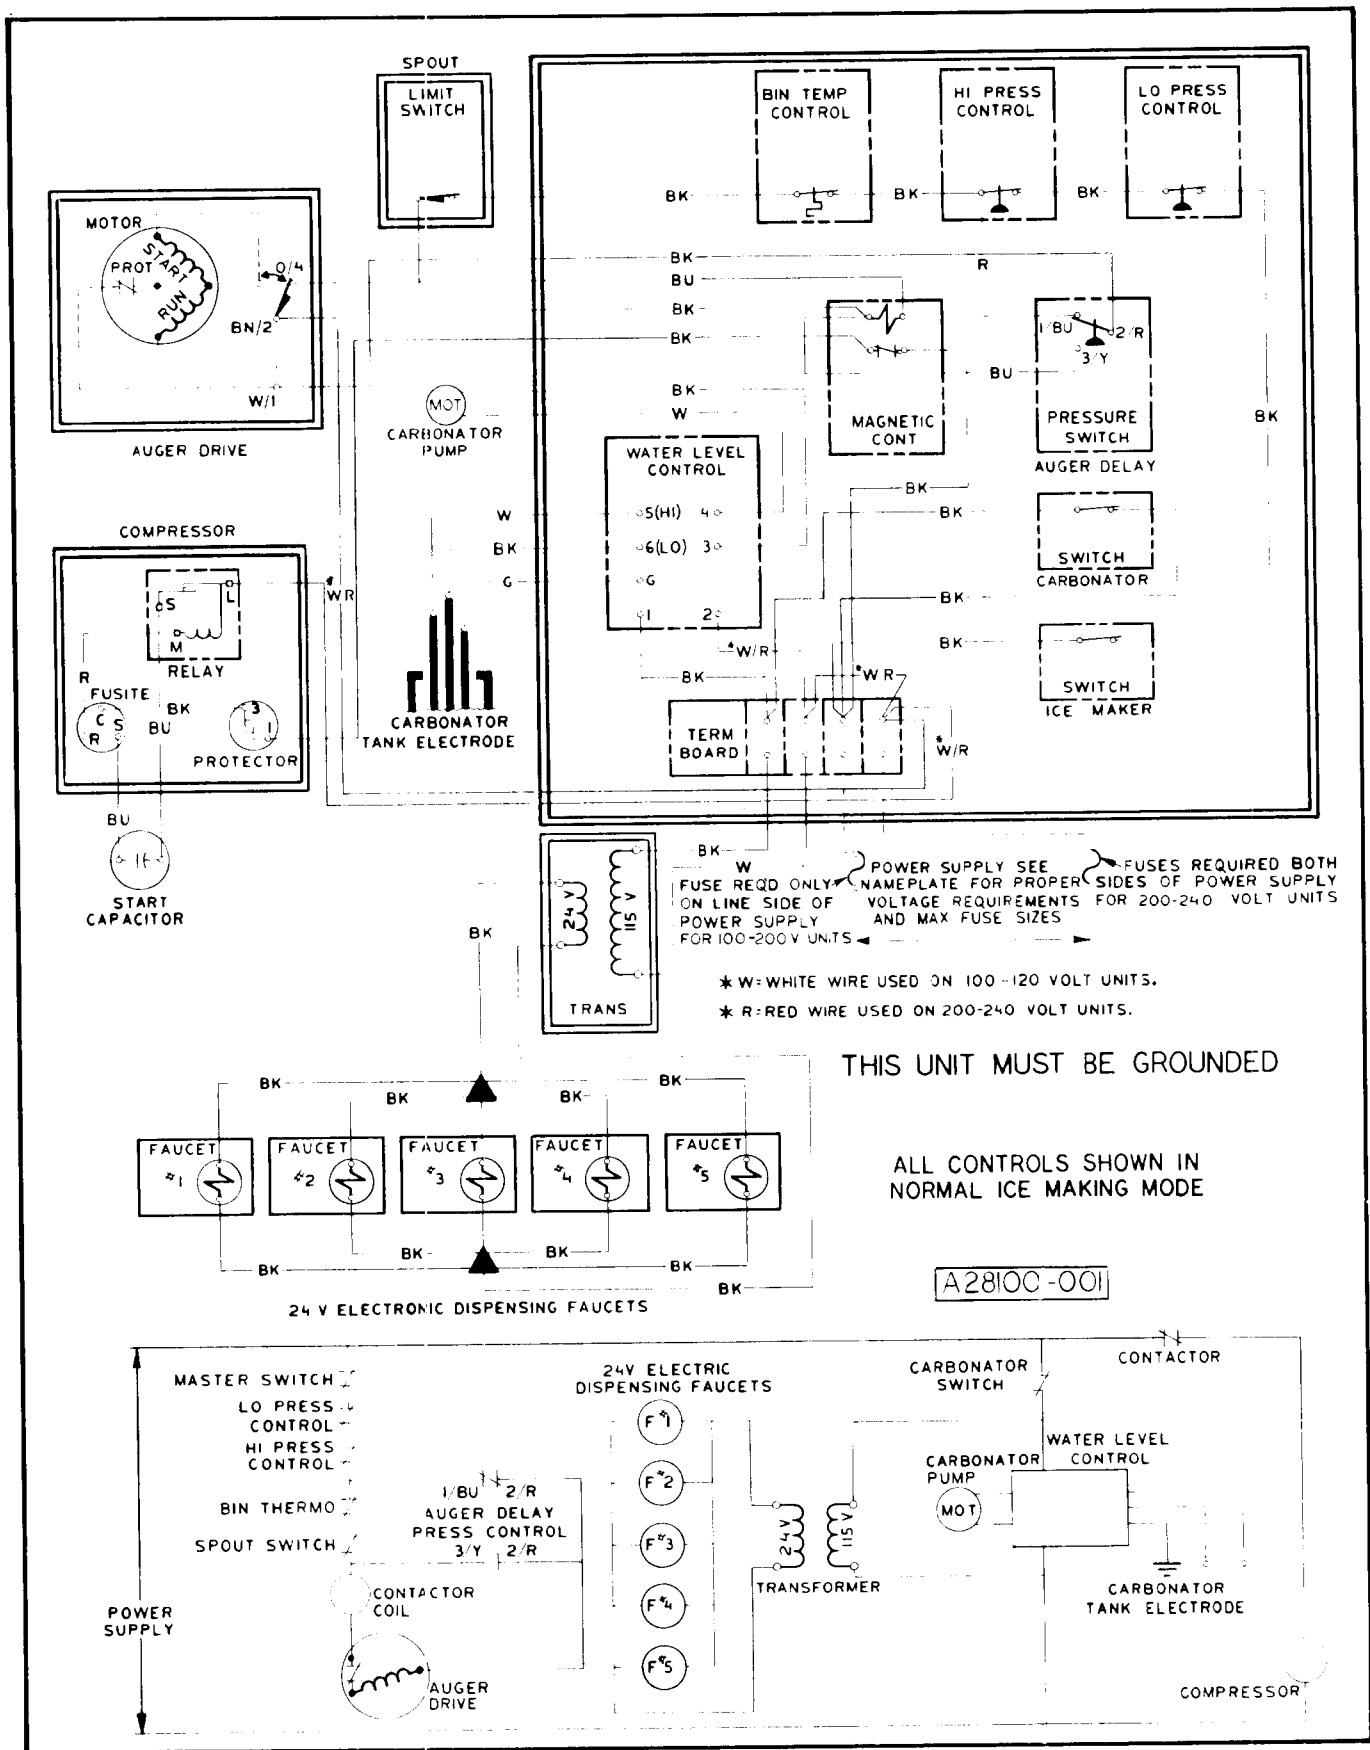 SPOUT
LIMIT
SWITCH
BIN TEMP
CONTROL
HI PRESS
CONTROL
LO PRESS
CONTROL
BK
BK
BK
MOTOR
PROT
START
RUN
O/4
BN/2
W/1
AUGER DRIVE
BK
R
BU
BK
BK
BK
W
BK
1/BU
2/R
3/Y
BU
MAGNETIC
CONT
PRESSURE
SWITCH
AUGER DELAY
MOT
CARBONATOR
PUMP
WATER LEVEL
CONTROL
5(HI) 4
6(LO) 3
G
1 2
W
BK
G
BK
BK
SWITCH
CARBONATOR
BK
BK
SWITCH
ICE MAKER
COMPRESSOR
S
L
M
RELAY
R
FUSITE
C
S
R
BK
BU
3
1
PROTECTOR
*WR
CARBONATOR
TANK ELECTRODE
*W/R
BK
*WR
TERM
BOARD
*W/R
BU
START
CAPACITOR
BK
24 V
115 V
TRANS
BK
W
FUSE REQD ONLY
ON LINE SIDE OF
POWER SUPPLY
FOR 100-200V UNITS
POWER SUPPLY SEE
NAMEPLATE FOR PROPER
VOLTAGE REQUIREMENTS
AND MAX FUSE SIZES
FUSES REQUIRED BOTH
SIDES OF POWER SUPPLY
FOR 200-240 VOLT UNITS
* W=WHITE WIRE USED ON 100-120 VOLT UNITS.
* R=RED WIRE USED ON 200-240 VOLT UNITS.
THIS UNIT MUST BE GROUNDED
BK
BK
BK
BK
FAUCET
#1
FAUCET
#2
FAUCET
#3
FAUCET
#4
FAUCET
#5
BK
BK
BK
BK
BK
24 V ELECTRONIC DISPENSING FAUCETS
ALL CONTROLS SHOWN IN
NORMAL ICE MAKING MODE
A28100-001
MASTER SWITCH
LO PRESS
CONTROL
HI PRESS
CONTROL
BIN THERMO
SPOUT SWITCH
1/BU 2/R
AUGER DELAY
PRESS CONTROL
3/Y 2/R
CONTACTOR
COIL
AUGER
DRIVE
POWER
SUPPLY
24V ELECTRIC
DISPENSING FAUCETS
F#1
F#2
F#3
F#4
F#5
24V
115 V
TRANSFORMER
CARBONATOR
SWITCH
CONTACTOR
CARBONATOR
PUMP
MOT
WATER LEVEL
CONTROL
CARBONATOR
TANK ELECTRODE
COMPRESSOR